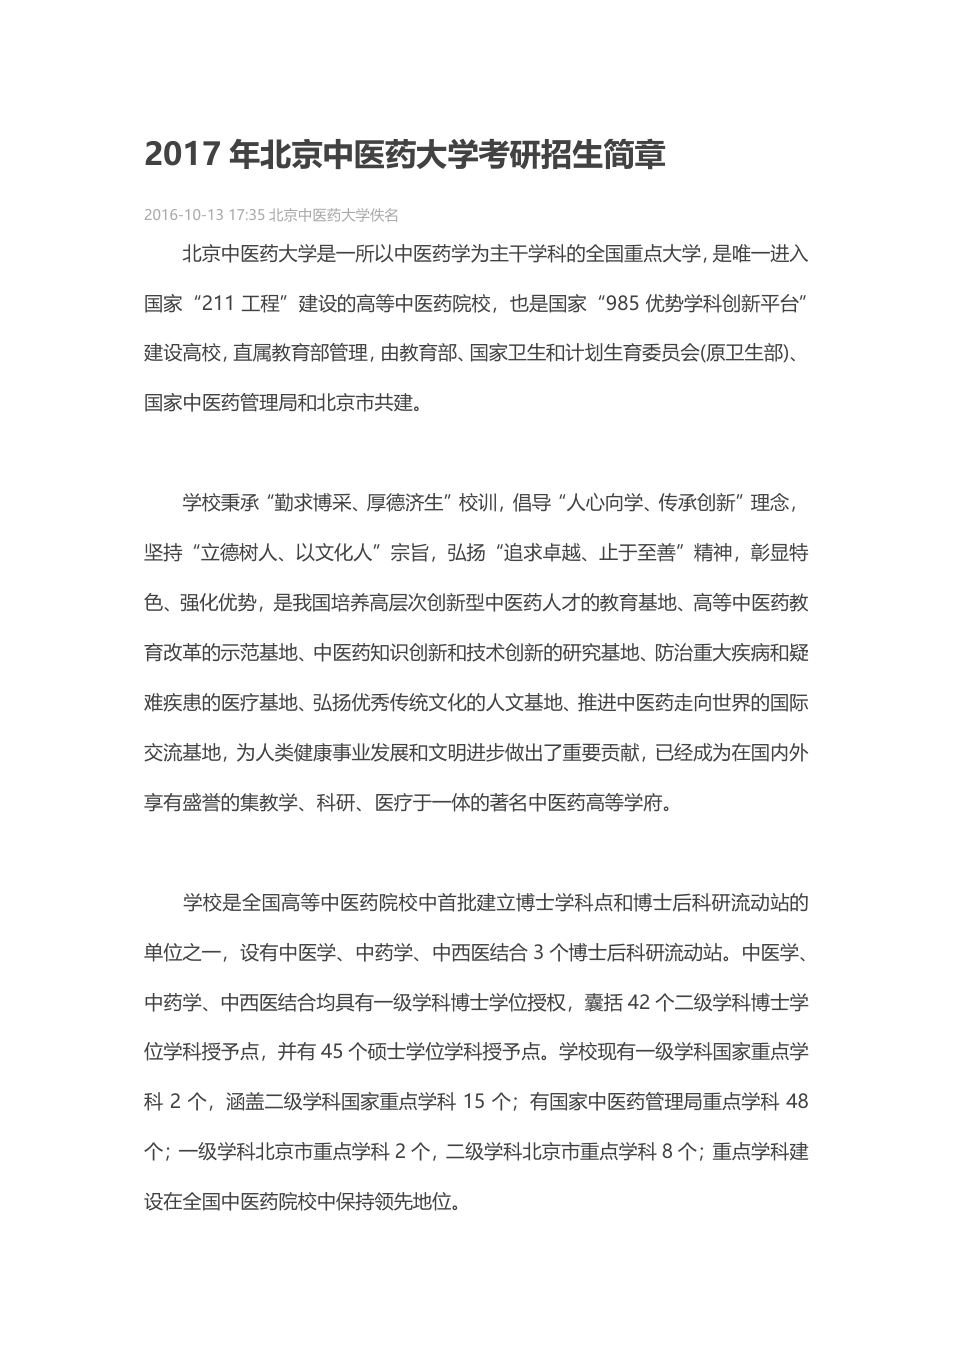 2017 年北京中医药大学考研招生简章
2016-10-13 17:35 北京中医药大学佚名
北京中医药大学是一所以中医药学为主干学科的全国重点大学，是唯一进入
国家“211 工程”建设的高等中医药院校，也是国家“985 优势学科创新平台”
建设高校，直属教育部管理，由教育部、国家卫生和计划生育委员会(原卫生部)、
国家中医药管理局和北京市共建。
学校秉承“勤求博采、厚德济生”校训，倡导“人心向学、传承创新”理念，
坚持“立德树人、以文化人”宗旨，弘扬“追求卓越、止于至善”精神，彰显特
色、强化优势，是我国培养高层次创新型中医药人才的教育基地、高等中医药教
育改革的示范基地、中医药知识创新和技术创新的研究基地、防治重大疾病和疑
难疾患的医疗基地、弘扬优秀传统文化的人文基地、推进中医药走向世界的国际
交流基地，为人类健康事业发展和文明进步做出了重要贡献，已经成为在国内外
享有盛誉的集教学、科研、医疗于一体的著名中医药高等学府。
学校是全国高等中医药院校中首批建立博士学科点和博士后科研流动站的
单位之一，设有中医学、中药学、中西医结合 3 个博士后科研流动站。中医学、
中药学、中西医结合均具有一级学科博士学位授权，囊括 42 个二级学科博士学
位学科授予点，并有 45 个硕士学位学科授予点。学校现有一级学科国家重点学
科 2 个，涵盖二级学科国家重点学科 15 个；有国家中医药管理局重点学科 48
个；一级学科北京市重点学科 2 个，二级学科北京市重点学科 8 个；重点学科建
设在全国中医药院校中保持领先地位。